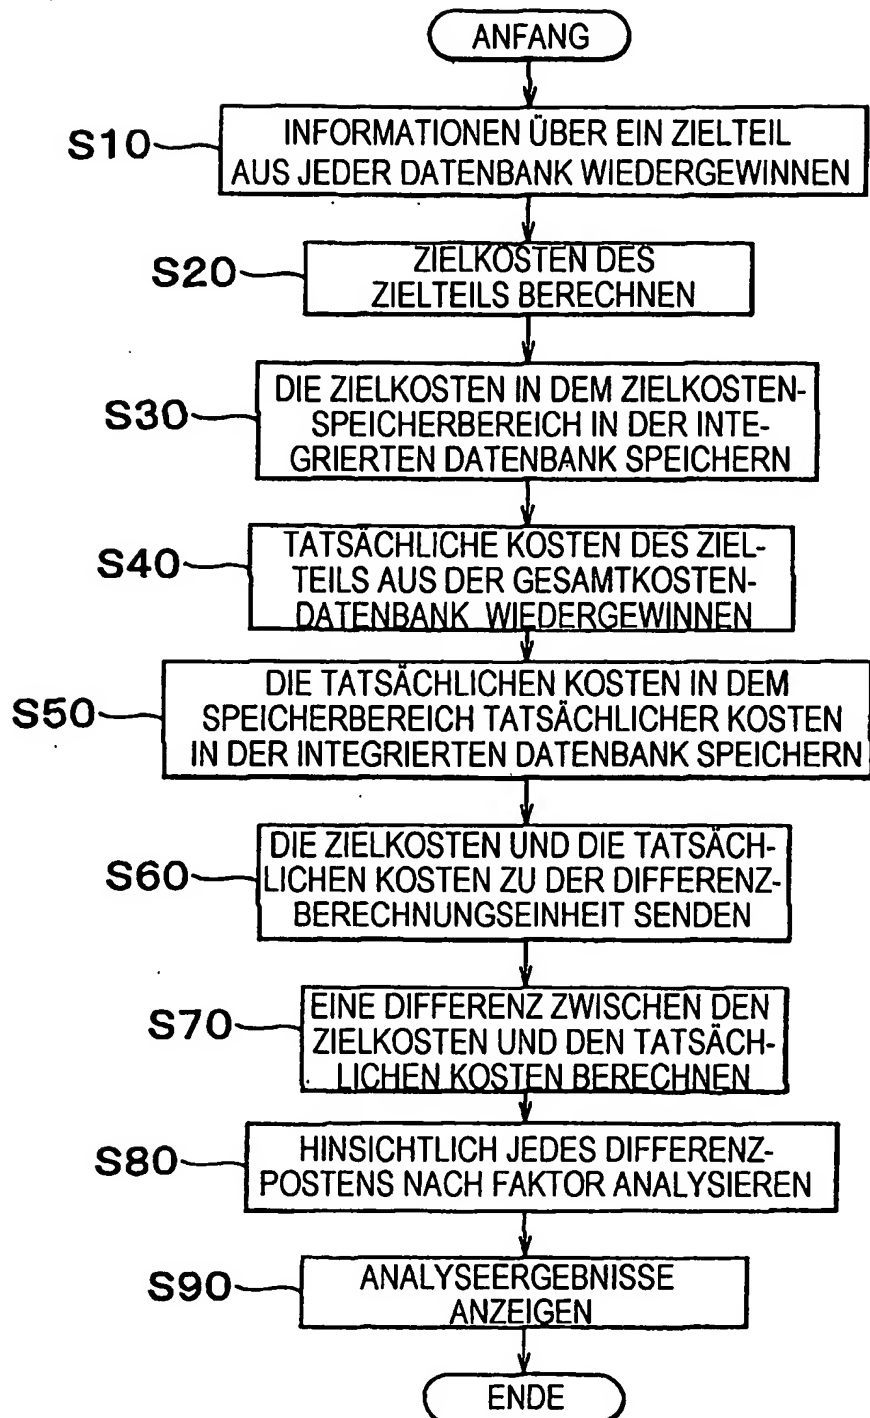 ANFANG
S10
INFORMATIONEN ÜBER EIN ZIELTEIL
AUS JEDER DATENBANK WIEDERGEWINNEN
S20
ZIELKOSTEN DES
ZIELTEILS BERECHNEN
S30
DIE ZIELKOSTEN IN DEM ZIELKOSTEN-
SPEICHERBEREICH IN DER INTE-
GRIERTEN DATENBANK SPEICHERN
S40
TATSÄCHLICHE KOSTEN DES ZIEL-
TEILS AUS DER GESAMTKOSTEN-
DATENBANK WIEDERGEWINNEN
S50
DIE TATSÄCHLICHEN KOSTEN IN DEM
SPEICHERBEREICH TATSÄCHLICHER KOSTEN
IN DER INTEGRIERTEN DATENBANK SPEICHERN
S60
DIE ZIELKOSTEN UND DIE TATSÄCH-
LICHEN KOSTEN ZU DER DIFFERENZ-
BERECHNUNGSEINHEIT SENDEN
S70
EINE DIFFERENZ ZWISCHEN DEN
ZIELKOSTEN UND DEN TATSÄCH-
LICHEN KOSTEN BERECHNEN
S80
HINSICHTLICH JEDES DIFFERENZ-
POSTENS NACH FAKTOR ANALYSIEREN
S90
ANALYSEERGEBNISSE
ANZEIGEN
ENDE